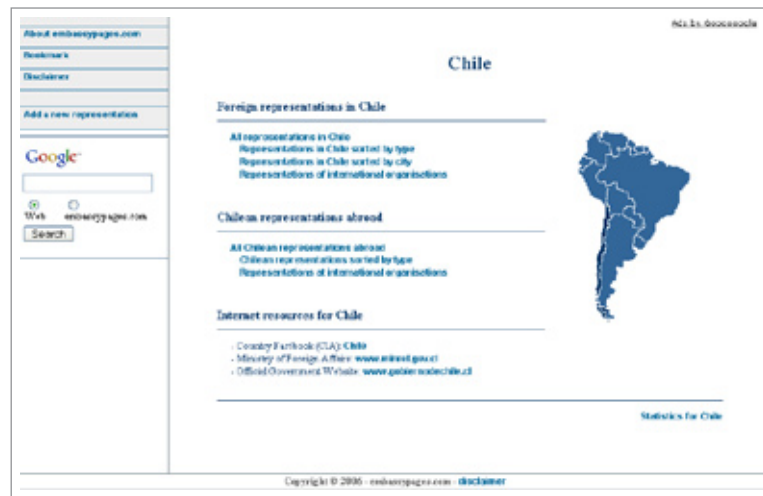 Ads by Goooooogle
About embassypages.com
Bookmark
Disclaimer
Add a new representation
Google
Web embassypages.com
Search
Chile
Foreign representations in Chile
All representations in Chile
Representations in Chile sorted by type
Representations in Chile sorted by city
Representations of international organisations
Chilean representations abroad
All Chilean representations abroad
Chilean representations sorted by type
Representations of international organisations
Internet resources for Chile
- Country Factbook (CIA): Chile
- Ministry of Foreign Affairs: www.minrel.gov.cl
- Official Government Website: www.gobiernodechile.cl
Statistics for Chile
Copyright © 2006 - embassypages.com - disclaimer